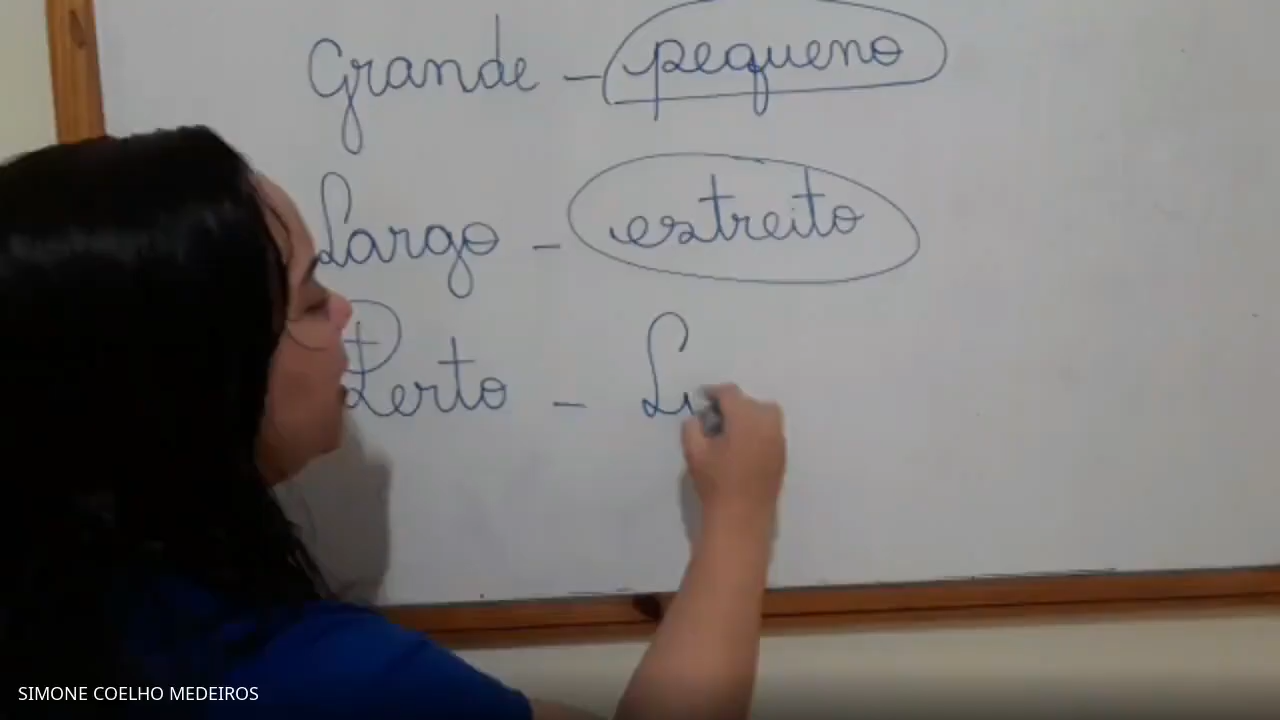 Grande - pequeno
Largo - estreito
Perto - L
SIMONE COELHO MEDEIROS